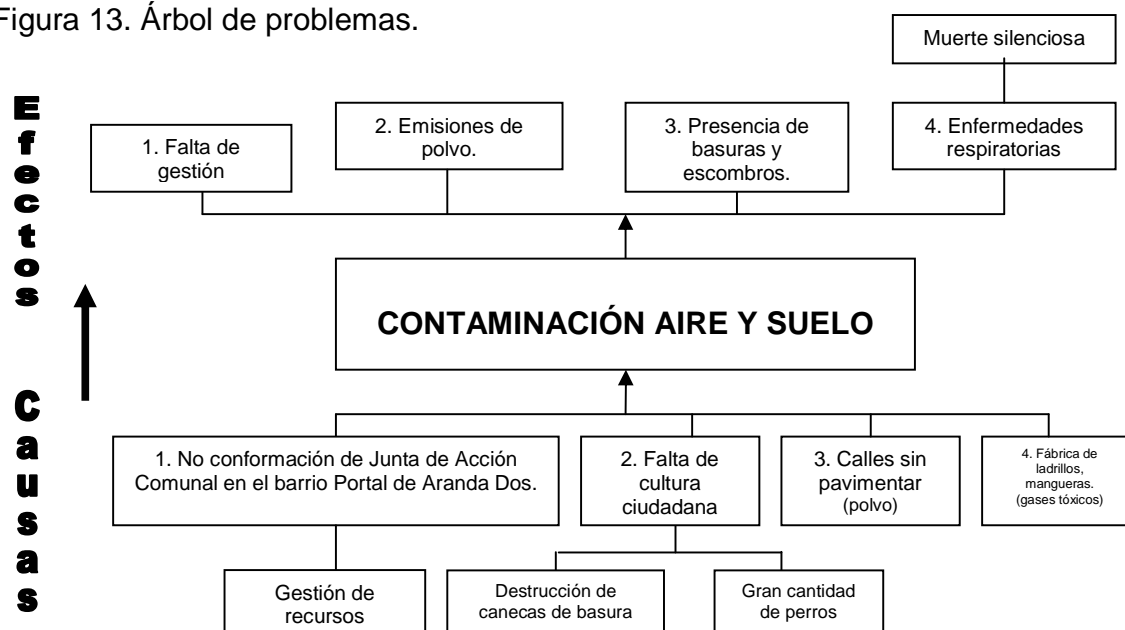 Figura 13. Árbol de problemas.
Muerte silenciosa
Efectos
1. Falta de
gestión
2. Emisiones de
polvo.
3. Presencia de
basuras y
escombros.
4. Enfermedades
respiratorias
CONTAMINACIÓN AIRE Y SUELO
Causas
1. No conformación de Junta de Acción
Comunal en el barrio Portal de Aranda Dos.
2. Falta de
cultura
ciudadana
3. Calles sin
pavimentar
(polvo)
4. Fábrica de
ladrillos,
mangueras.
(gases tóxicos)
Gestión de
recursos
Destrucción de
canecas de basura
Gran cantidad
de perros